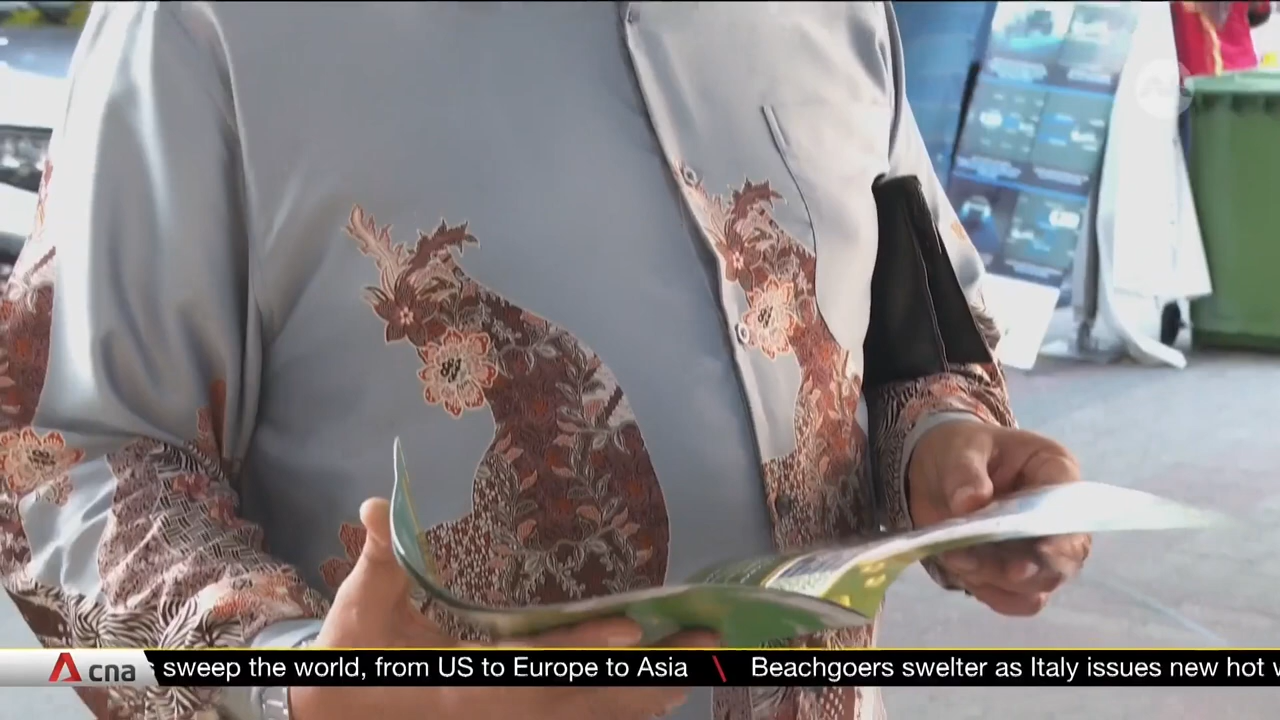 cna sweep the world, from US to Europe to Asia \ Beachgoers swelter as Italy issues new hot